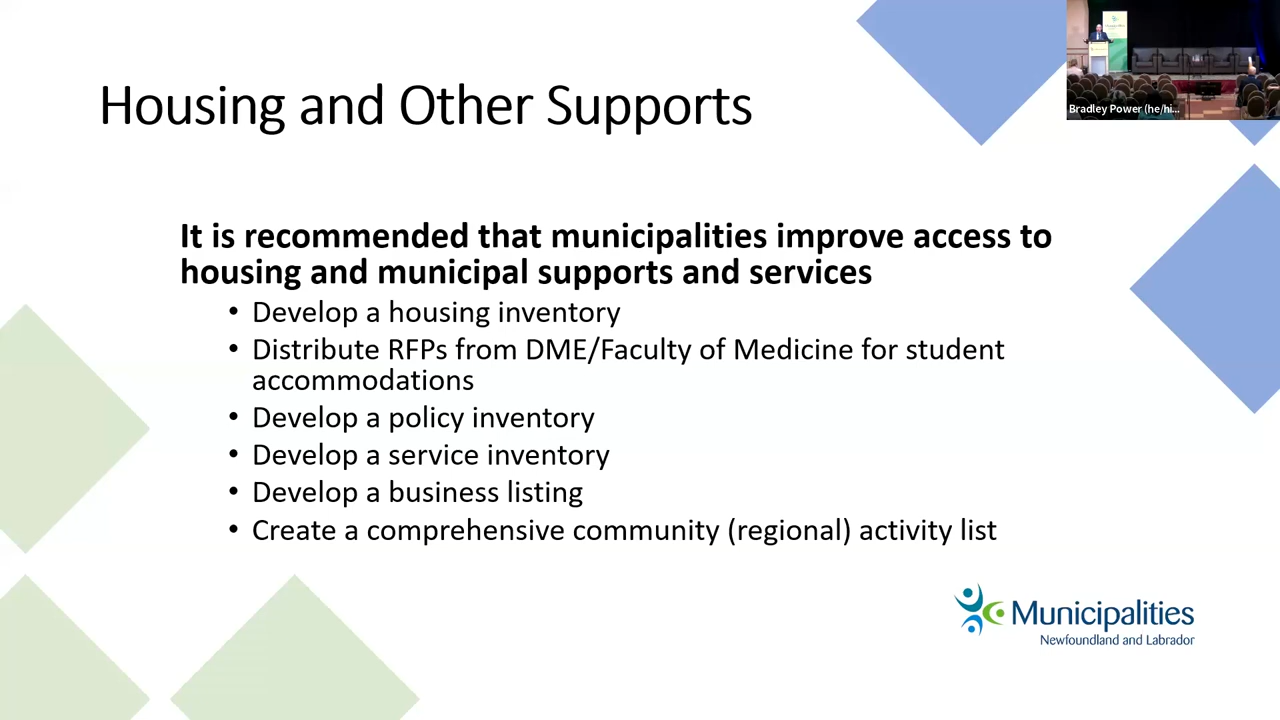 Housing and Other Supports
Bradley Power (he/hi...
It is recommended that municipalities improve access to
housing and municipal supports and services
• Develop a housing inventory
• Distribute RFPs from DME/Faculty of Medicine for student
accommodations
• Develop a policy inventory
• Develop a service inventory
• Develop a business listing
• Create a comprehensive community (regional) activity list
Municipalities
Newfoundland and Labrador